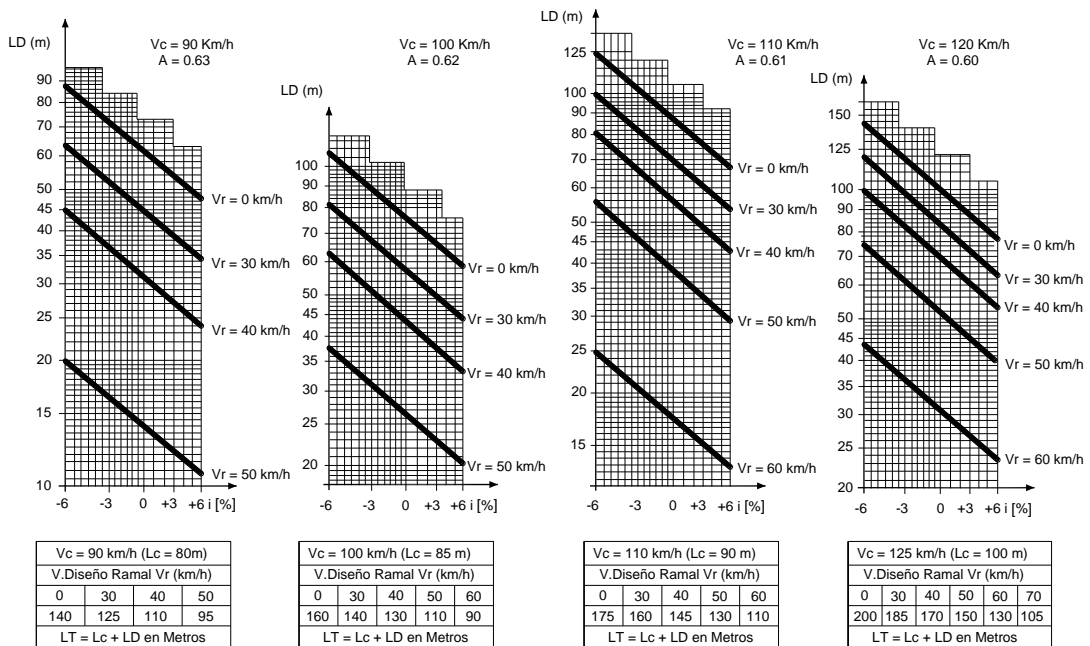 LD (m)
Vc = 90 Km/h
A = 0.63
90
80
70
60
50
45
40
35
30
25
20
15
10
Vr = 0 km/h
Vr = 30 km/h
Vr = 40 km/h
Vr = 50 km/h
-6 -3 0 +3 +6 i [%]
LD (m)
Vc = 100 Km/h
A = 0.62
100
90
80
70
60
50
45
40
35
30
25
20
Vr = 0 km/h
Vr = 30 km/h
Vr = 40 km/h
Vr = 50 km/h
-6 -3 0 +3 +6 i [%]
LD (m)
Vc = 110 Km/h
A = 0.61
125
100
90
80
70
60
50
45
40
35
30
25
20
15
Vr = 0 km/h
Vr = 30 km/h
Vr = 40 km/h
Vr = 50 km/h
Vr = 60 km/h
-6 -3 0 +3 +6 i [%]
LD (m)
Vc = 120 Km/h
A = 0.60
150
125
100
90
80
70
60
50
45
40
35
30
25
20
Vr = 0 km/h
Vr = 30 km/h
Vr = 40 km/h
Vr = 50 km/h
Vr = 60 km/h
-6 -3 0 +3 +6 i [%]
Vc = 90 km/h (Lc = 80m)
V.Diseño Ramal Vr (km/h)
0 30 40 50
140 125 110 95
LT = Lc + LD en Metros
Vc = 100 km/h (Lc = 85 m)
V.Diseño Ramal Vr (km/h)
0 30 40 50 60
160 140 130 110 90
LT = Lc + LD en Metros
Vc = 110 km/h (Lc = 90 m)
V.Diseño Ramal Vr (km/h)
0 30 40 50 60
175 160 145 130 110
LT = Lc + LD en Metros
Vc = 125 km/h (Lc = 100 m)
V.Diseño Ramal Vr (km/h)
0 30 40 50 60 70
200 185 170 150 130 105
LT = Lc + LD en Metros